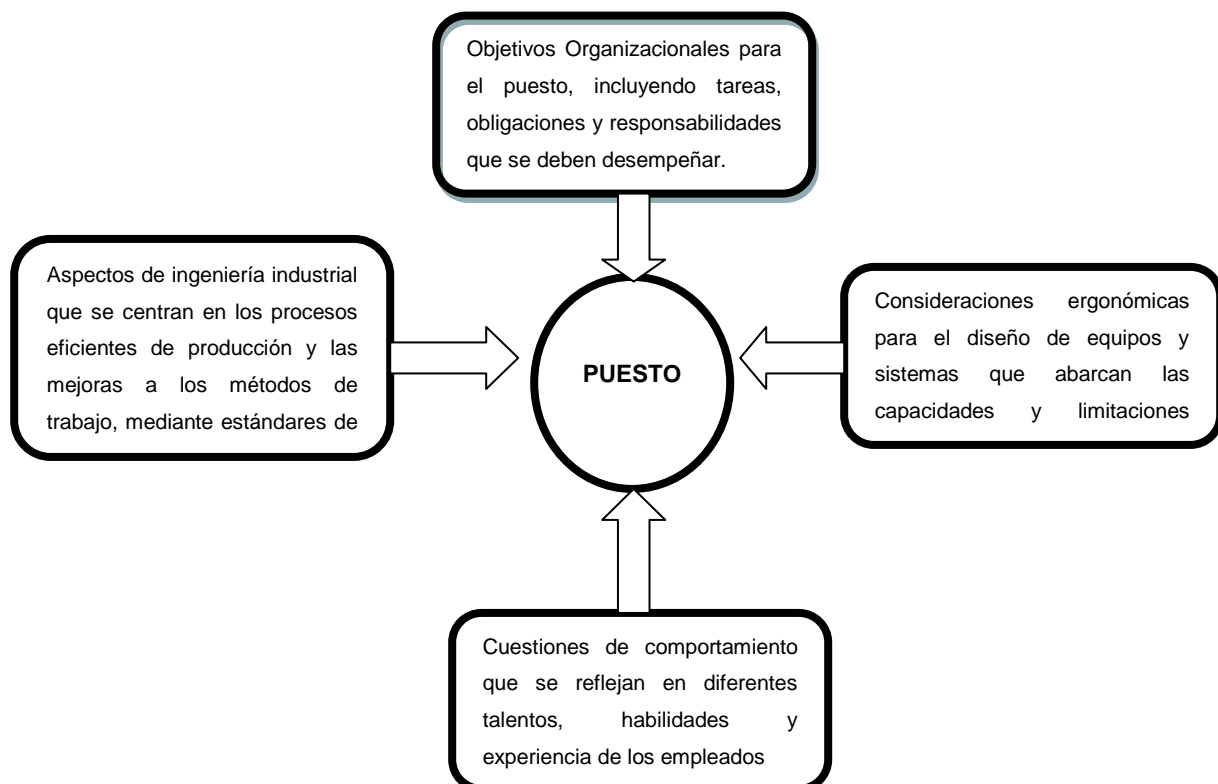 Objetivos Organizacionales para
el puesto, incluyendo tareas,
obligaciones y responsabilidades
que se deben desempeñar.
Aspectos de ingeniería industrial
que se centran en los procesos
eficientes de producción y las
mejoras a los métodos de
trabajo, mediante estándares de
PUESTO
Consideraciones ergonómicas
para el diseño de equipos y
sistemas que abarcan las
capacidades y limitaciones
Cuestiones de comportamiento
que se reflejan en diferentes
talentos, habilidades y
experiencia de los empleados